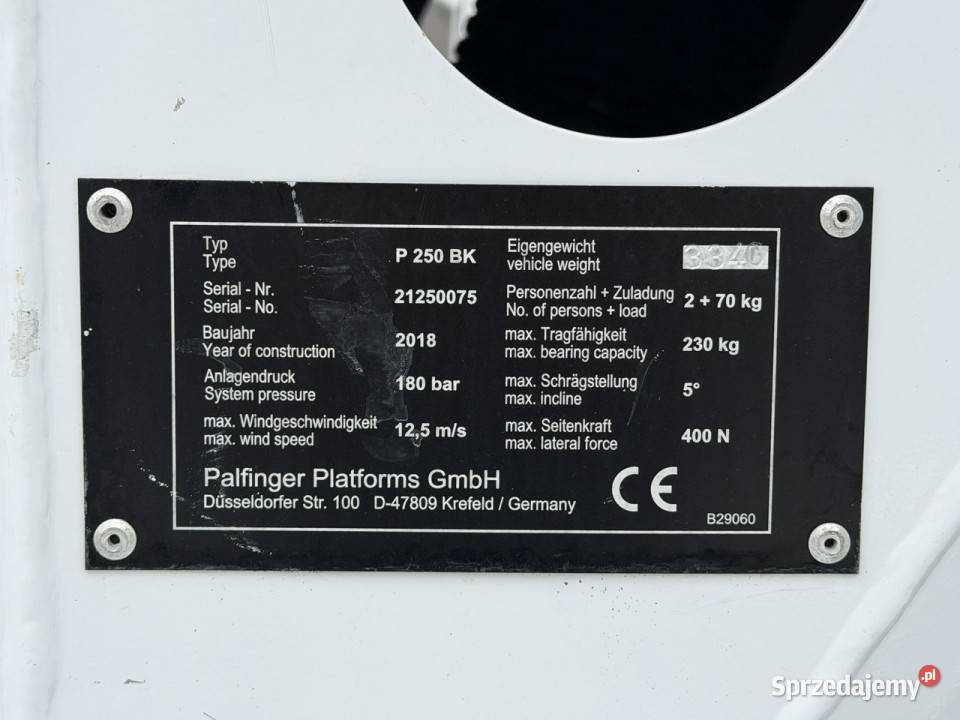 Typ
Type
P 250 BK
Serial - Nr.
Serial - No.
21250075
Baujahr
Year of construction
2018
Anlagendruck
System pressure
180 bar
max. Windgeschwindigkeit
max. wind speed
12,5 m/s
Eigengewicht
vehicle weight
3340
Personenzahl + Zuladung
No. of persons + load
2 + 70 kg
max. Tragfähigkeit
max. bearing capacity
230 kg
max. Schrägstellung
max. incline
5°
max. Seitenkraft
max. lateral force
400 N
Palfinger Platforms GmbH
Düsseldorfer Str. 100 D-47809 Krefeld / Germany
CE
B29060
Sprzedajemy.pl